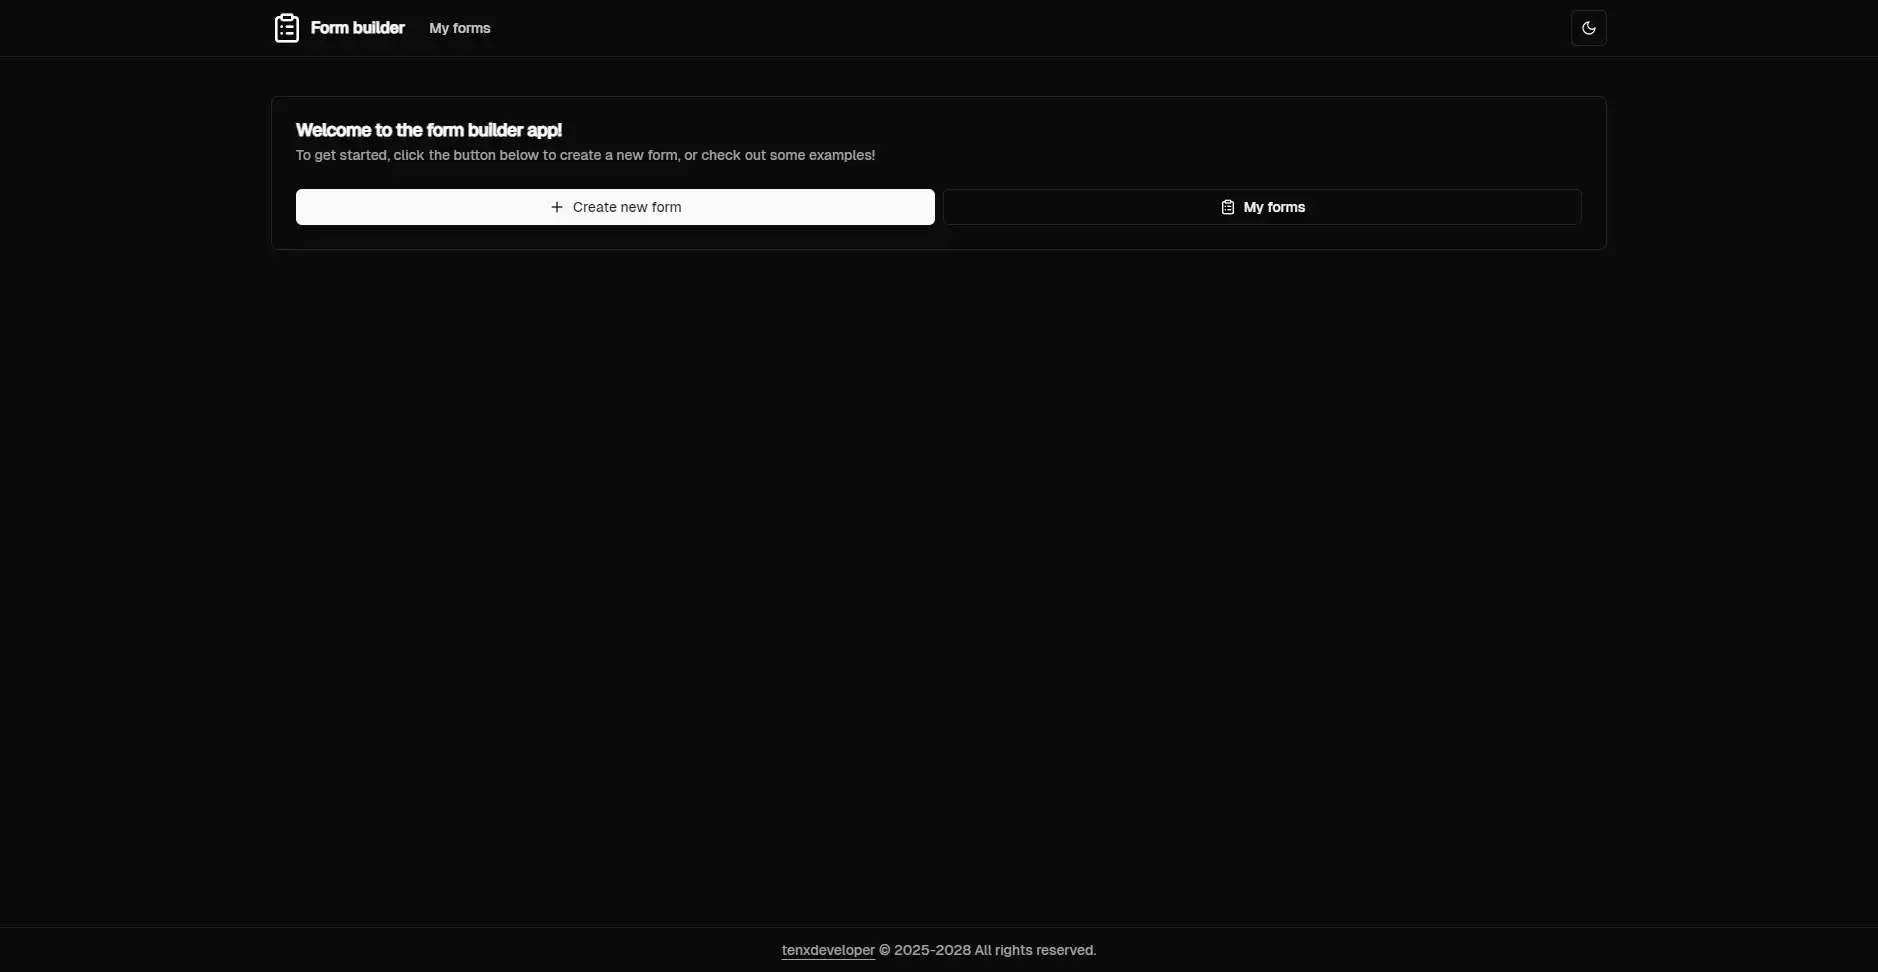 Form builder My forms
Welcome to the form builder app!
To get started, click the button below to create a new form, or check out some examples!
Create new form
My forms
tenxdeveloper © 2025-2028 All rights reserved.